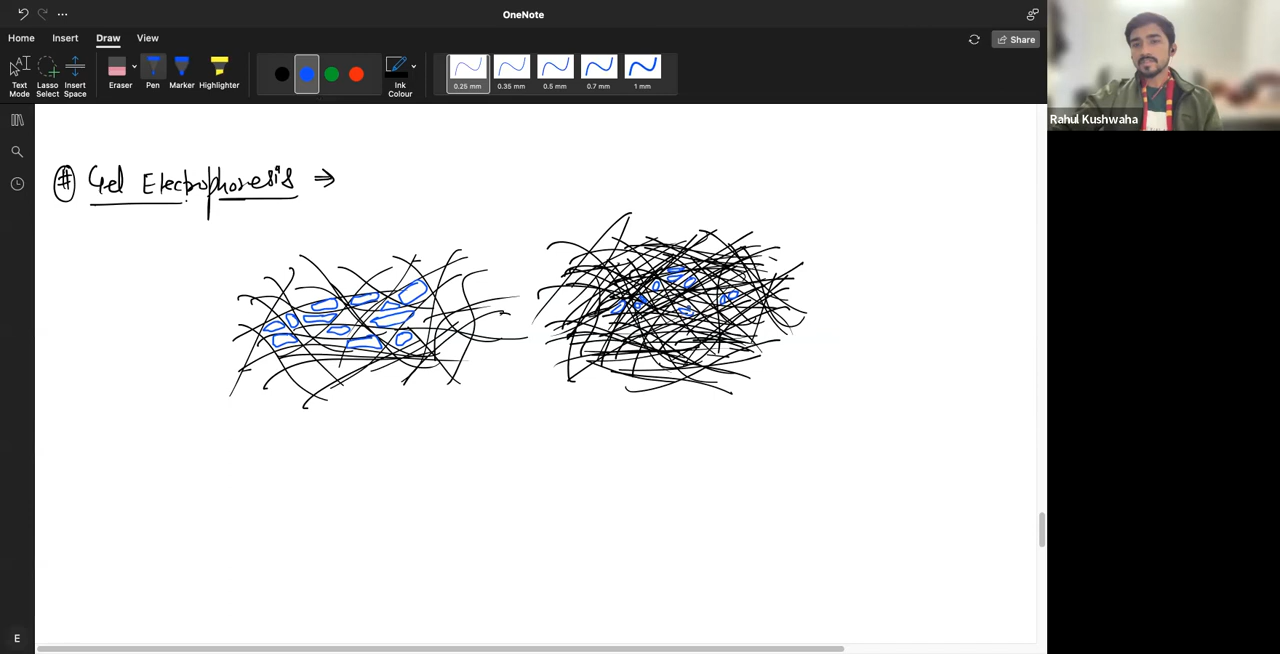 OneNote
Home Insert Draw View
Share
Text Mode
Lasso Select
Insert Space
Eraser
Pen
Marker
Highlighter
Ink Colour
0.25 mm
0.35 mm
0.5 mm
0.7 mm
1 mm
Rahul Kushwaha
# Gel Electrophoresis ⇒
E